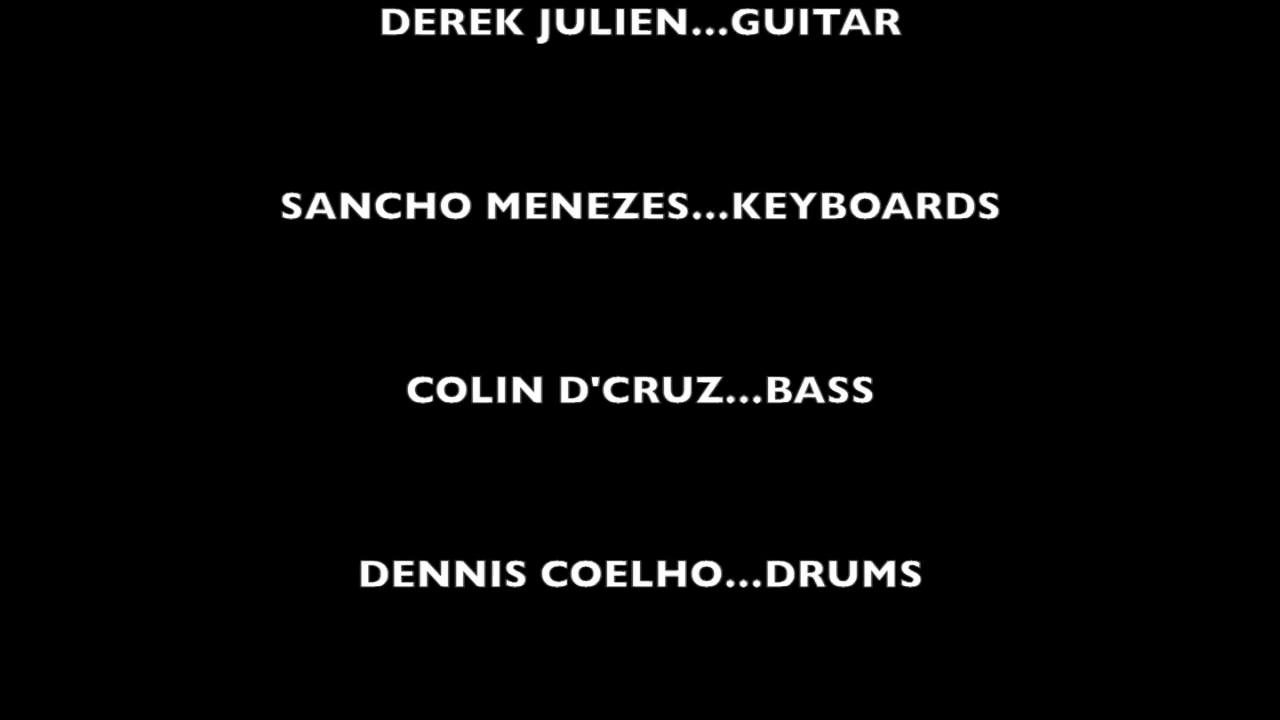 DEREK JULIEN...GUITAR
SANCHO MENEZES...KEYBOARDS
COLIN D'CRUZ...BASS
DENNIS COELHO...DRUMS